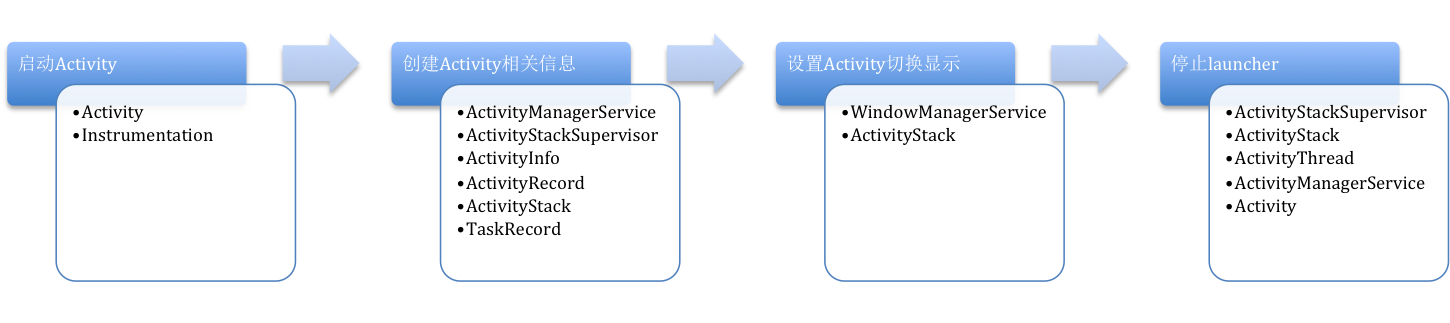 启动Activity
•Activity
•Instrumentation
创建Activity相关信息
•ActivityManagerService
•ActivityStackSupervisor
•ActivityInfo
•ActivityRecord
•ActivityStack
•TaskRecord
设置Activity切换显示
•WindowManagerService
•ActivityStack
停止launcher
•ActivityStackSupervisor
•ActivityStack
•ActivityThread
•ActivityManagerService
•Activity